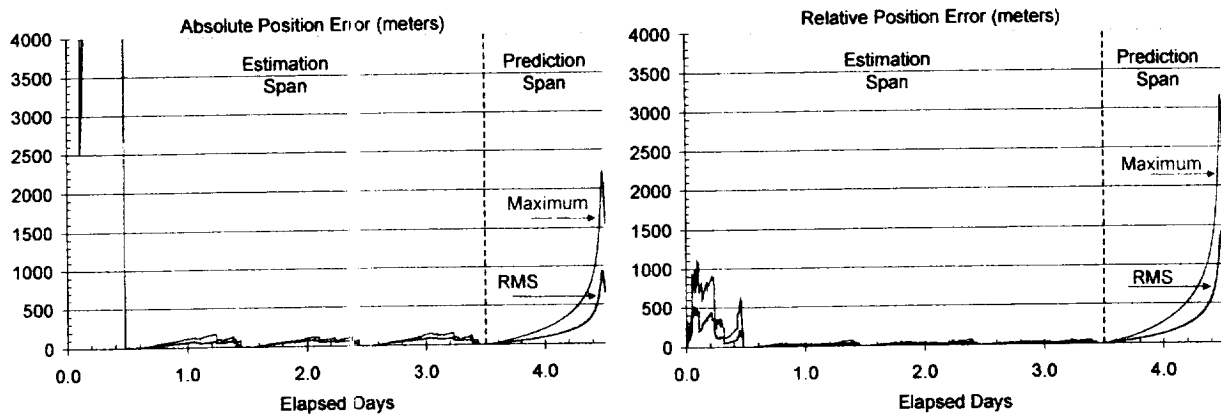 Absolute Position Error (meters)
4000
3500
3000
2500
2000
1500
1000
500
0
Estimation
Span
Prediction
Span
Maximum
RMS
0.0
1.0
2.0
3.0
4.0
Elapsed Days
Relative Position Error (meters)
4000
3500
3000
2500
2000
1500
1000
500
0
Estimation
Span
Prediction
Span
Maximum
RMS
0.0
1.0
2.0
3.0
4.0
Elapsed Days